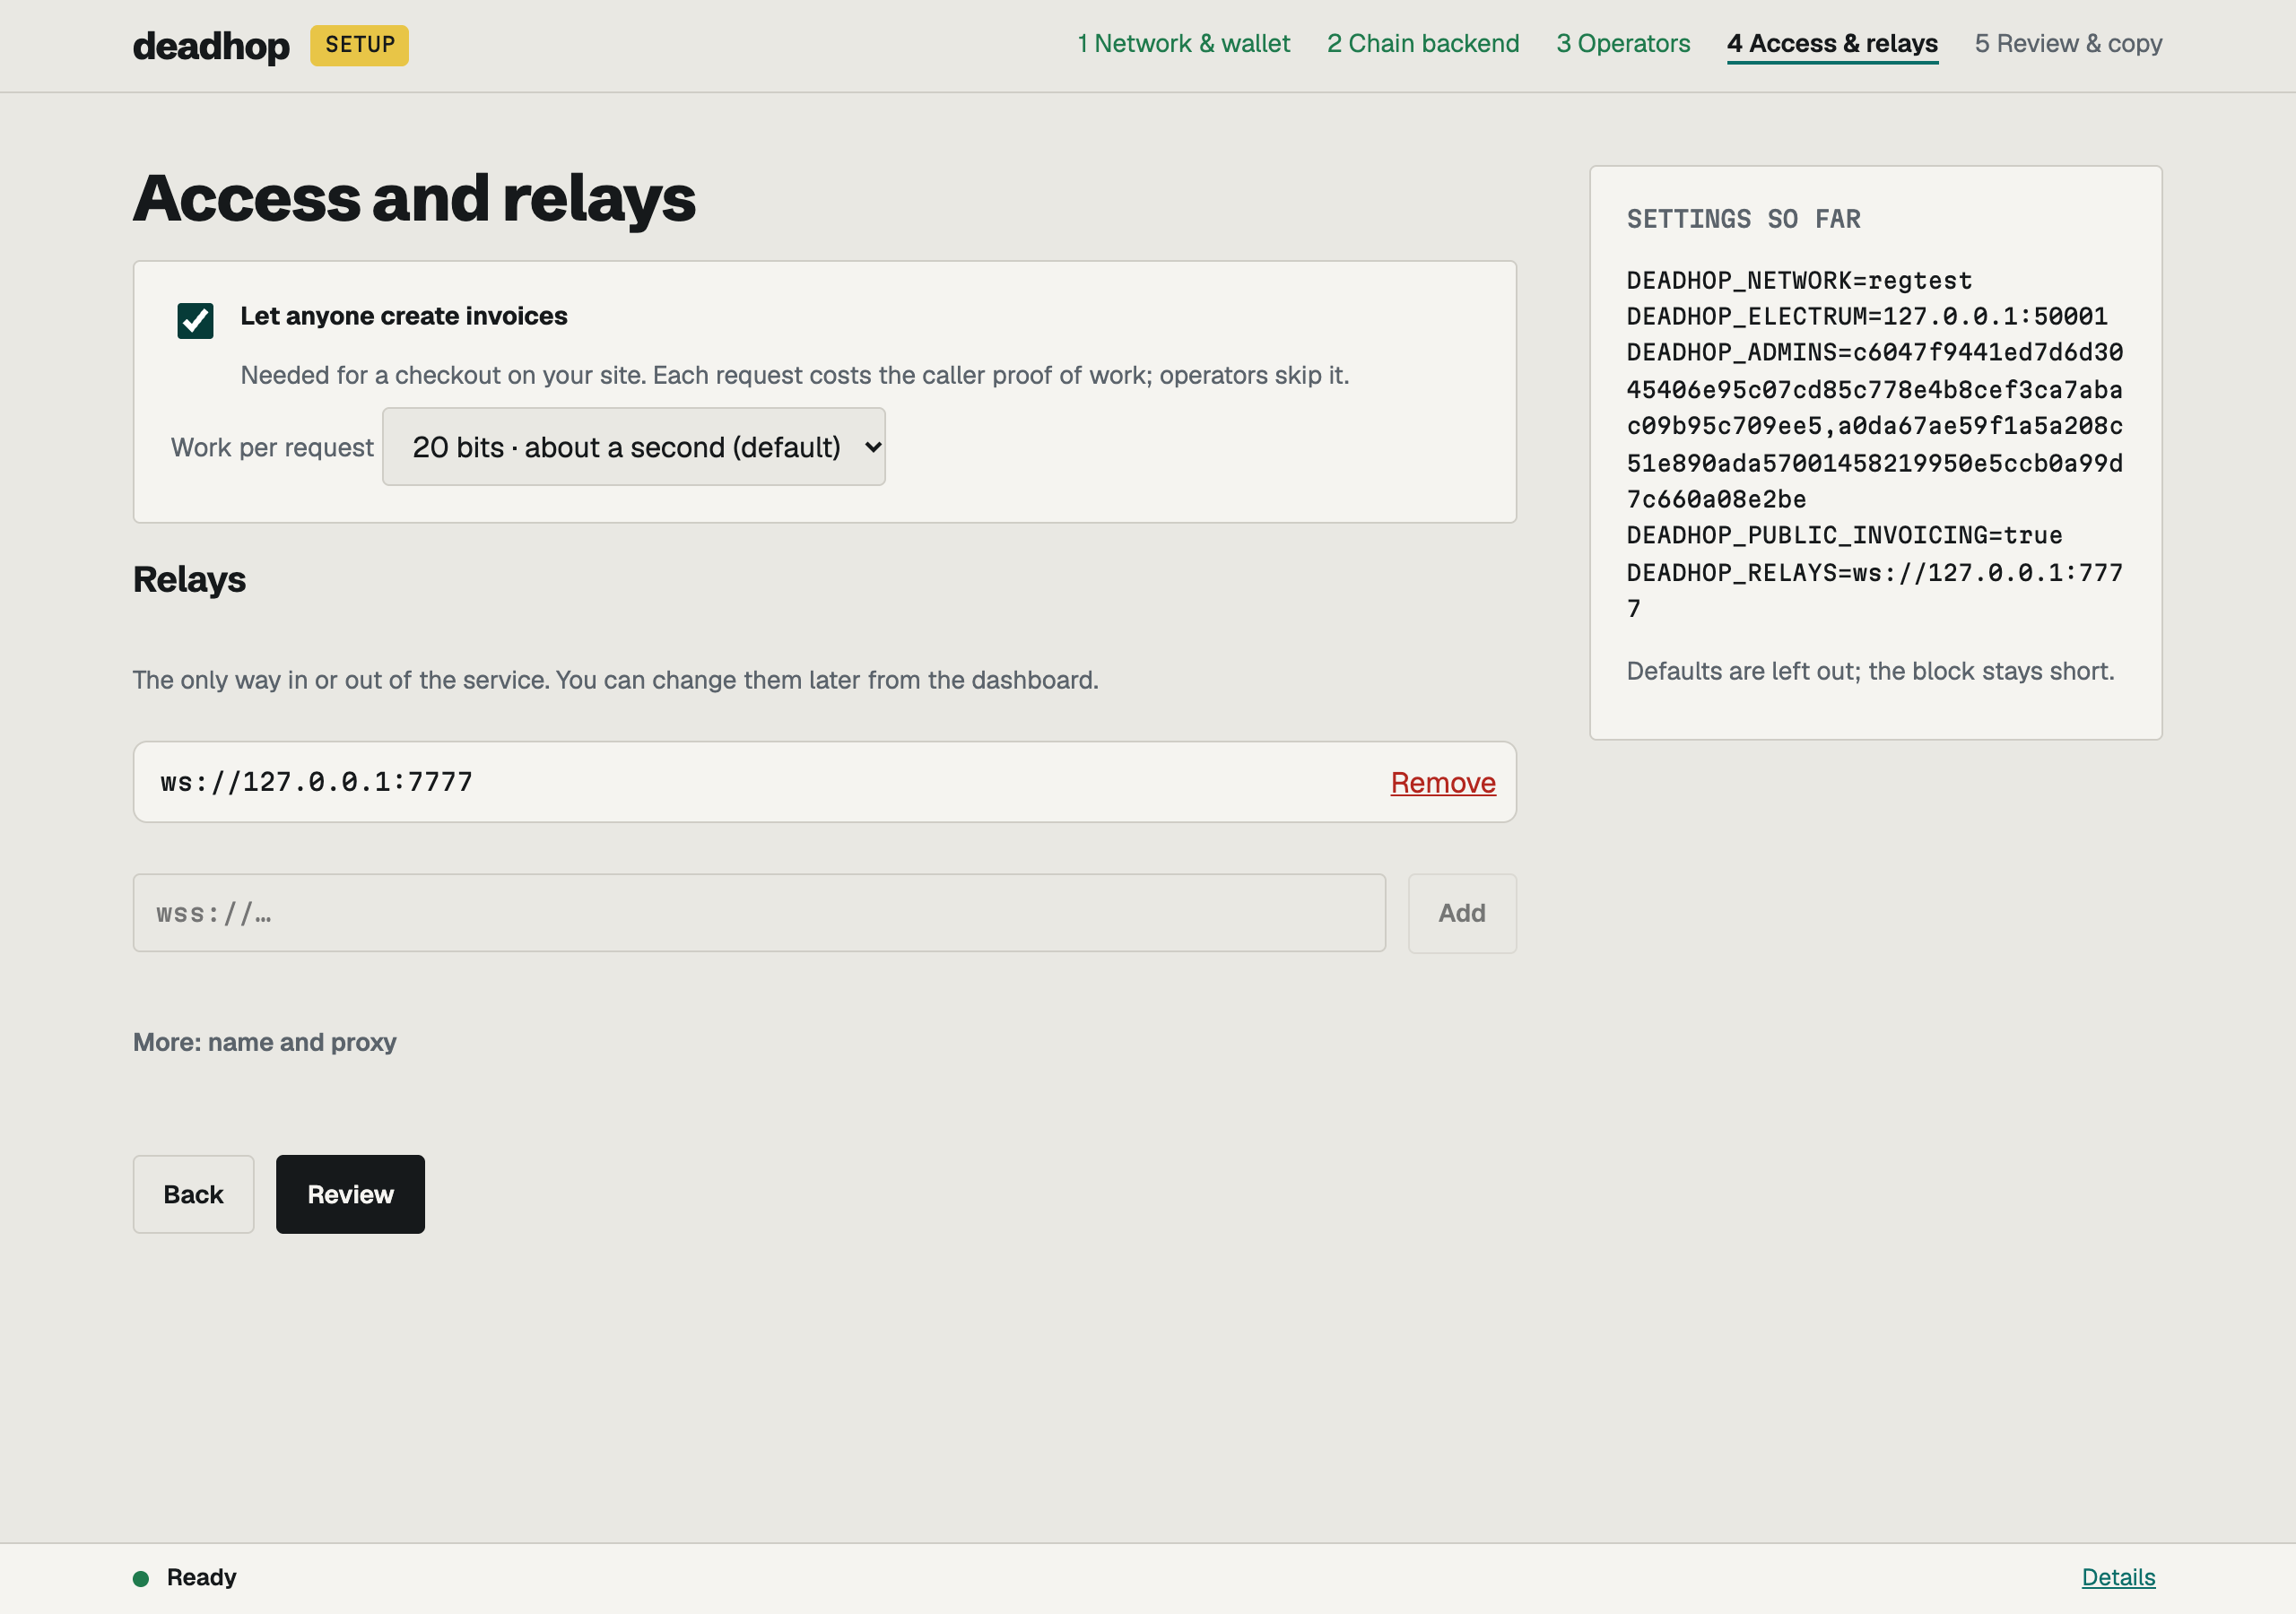 deadhop SETUP 1 Network & wallet 2 Chain backend 3 Operators 4 Access & relays 5 Review & copy
Access and relays
Let anyone create invoices
Needed for a checkout on your site. Each request costs the caller proof of work; operators skip it.
Work per request 20 bits · about a second (default)
Relays
The only way in or out of the service. You can change them later from the dashboard.
ws://127.0.0.1:7777 Remove
wss://… Add
More: name and proxy
Back Review
SETTINGS SO FAR
DEADHOP_NETWORK=regtest
DEADHOP_ELECTRUM=127.0.0.1:50001
DEADHOP_ADMINS=c6047f9441ed7d6d30
45406e95c07cd85c778e4b8cef3ca7aba
c09b95c709ee5,a0da67ae59f1a5a208c
51e890ada57001458219950e5ccb0a99d
7c660a08e2be
DEADHOP_PUBLIC_INVOICING=true
DEADHOP_RELAYS=ws://127.0.0.1:777
7
Defaults are left out; the block stays short.
Ready Details